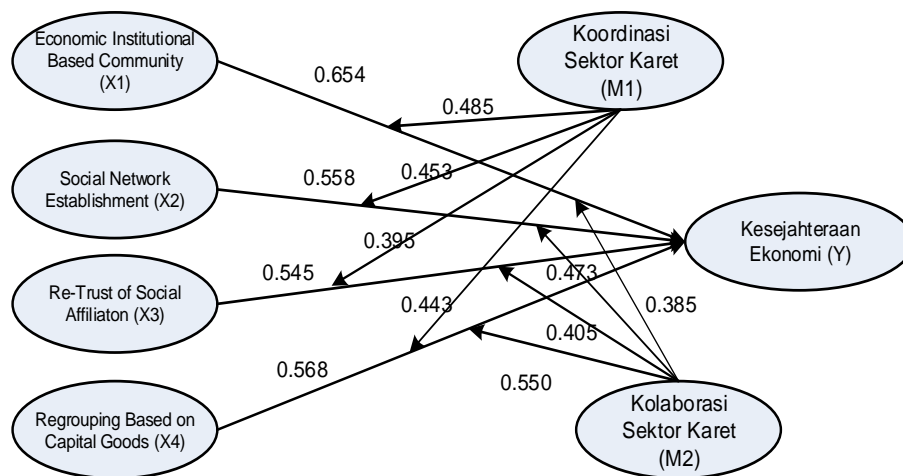 Economic Institutional
Based Community
(X1)
Koordinasi
Sektor Karet
(M1)
0.654
0.485
Social Network
Establishment (X2)
0.558
0.453
Kesejahteraan
Ekonomi (Y)
0.395
Re-Trust of Social
Affiliaton (X3)
0.545
0.473
0.443
0.385
0.405
0.568
0.550
Regrouping Based on
Capital Goods (X4)
Kolaborasi
Sektor Karet
(M2)